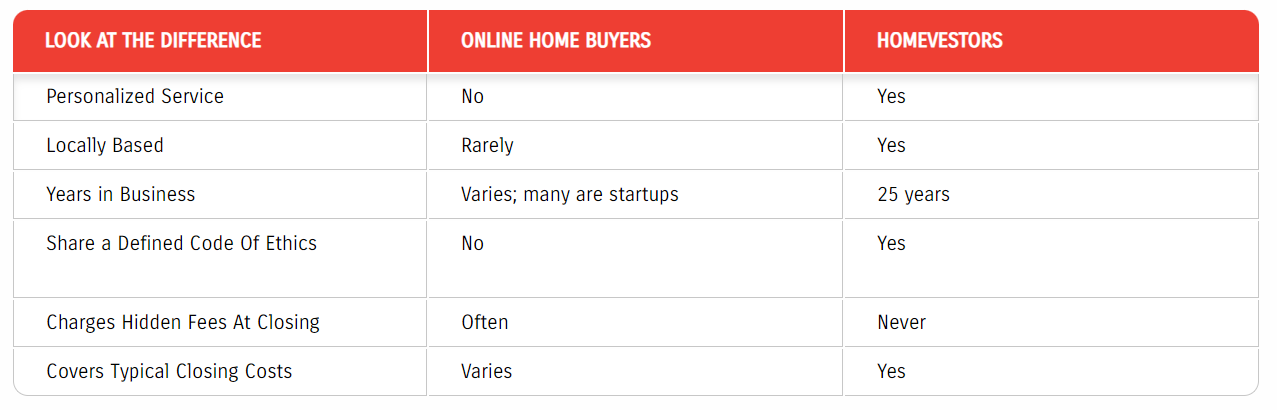 LOOK AT THE DIFFERENCE ONLINE HOME BUYERS HOMEVESTORS
Personalized Service No Yes
Locally Based Rarely Yes
Years in Business Varies; many are startups 25 years
Share a Defined Code Of Ethics No Yes
Charges Hidden Fees At Closing Often Never
Covers Typical Closing Costs Varies Yes